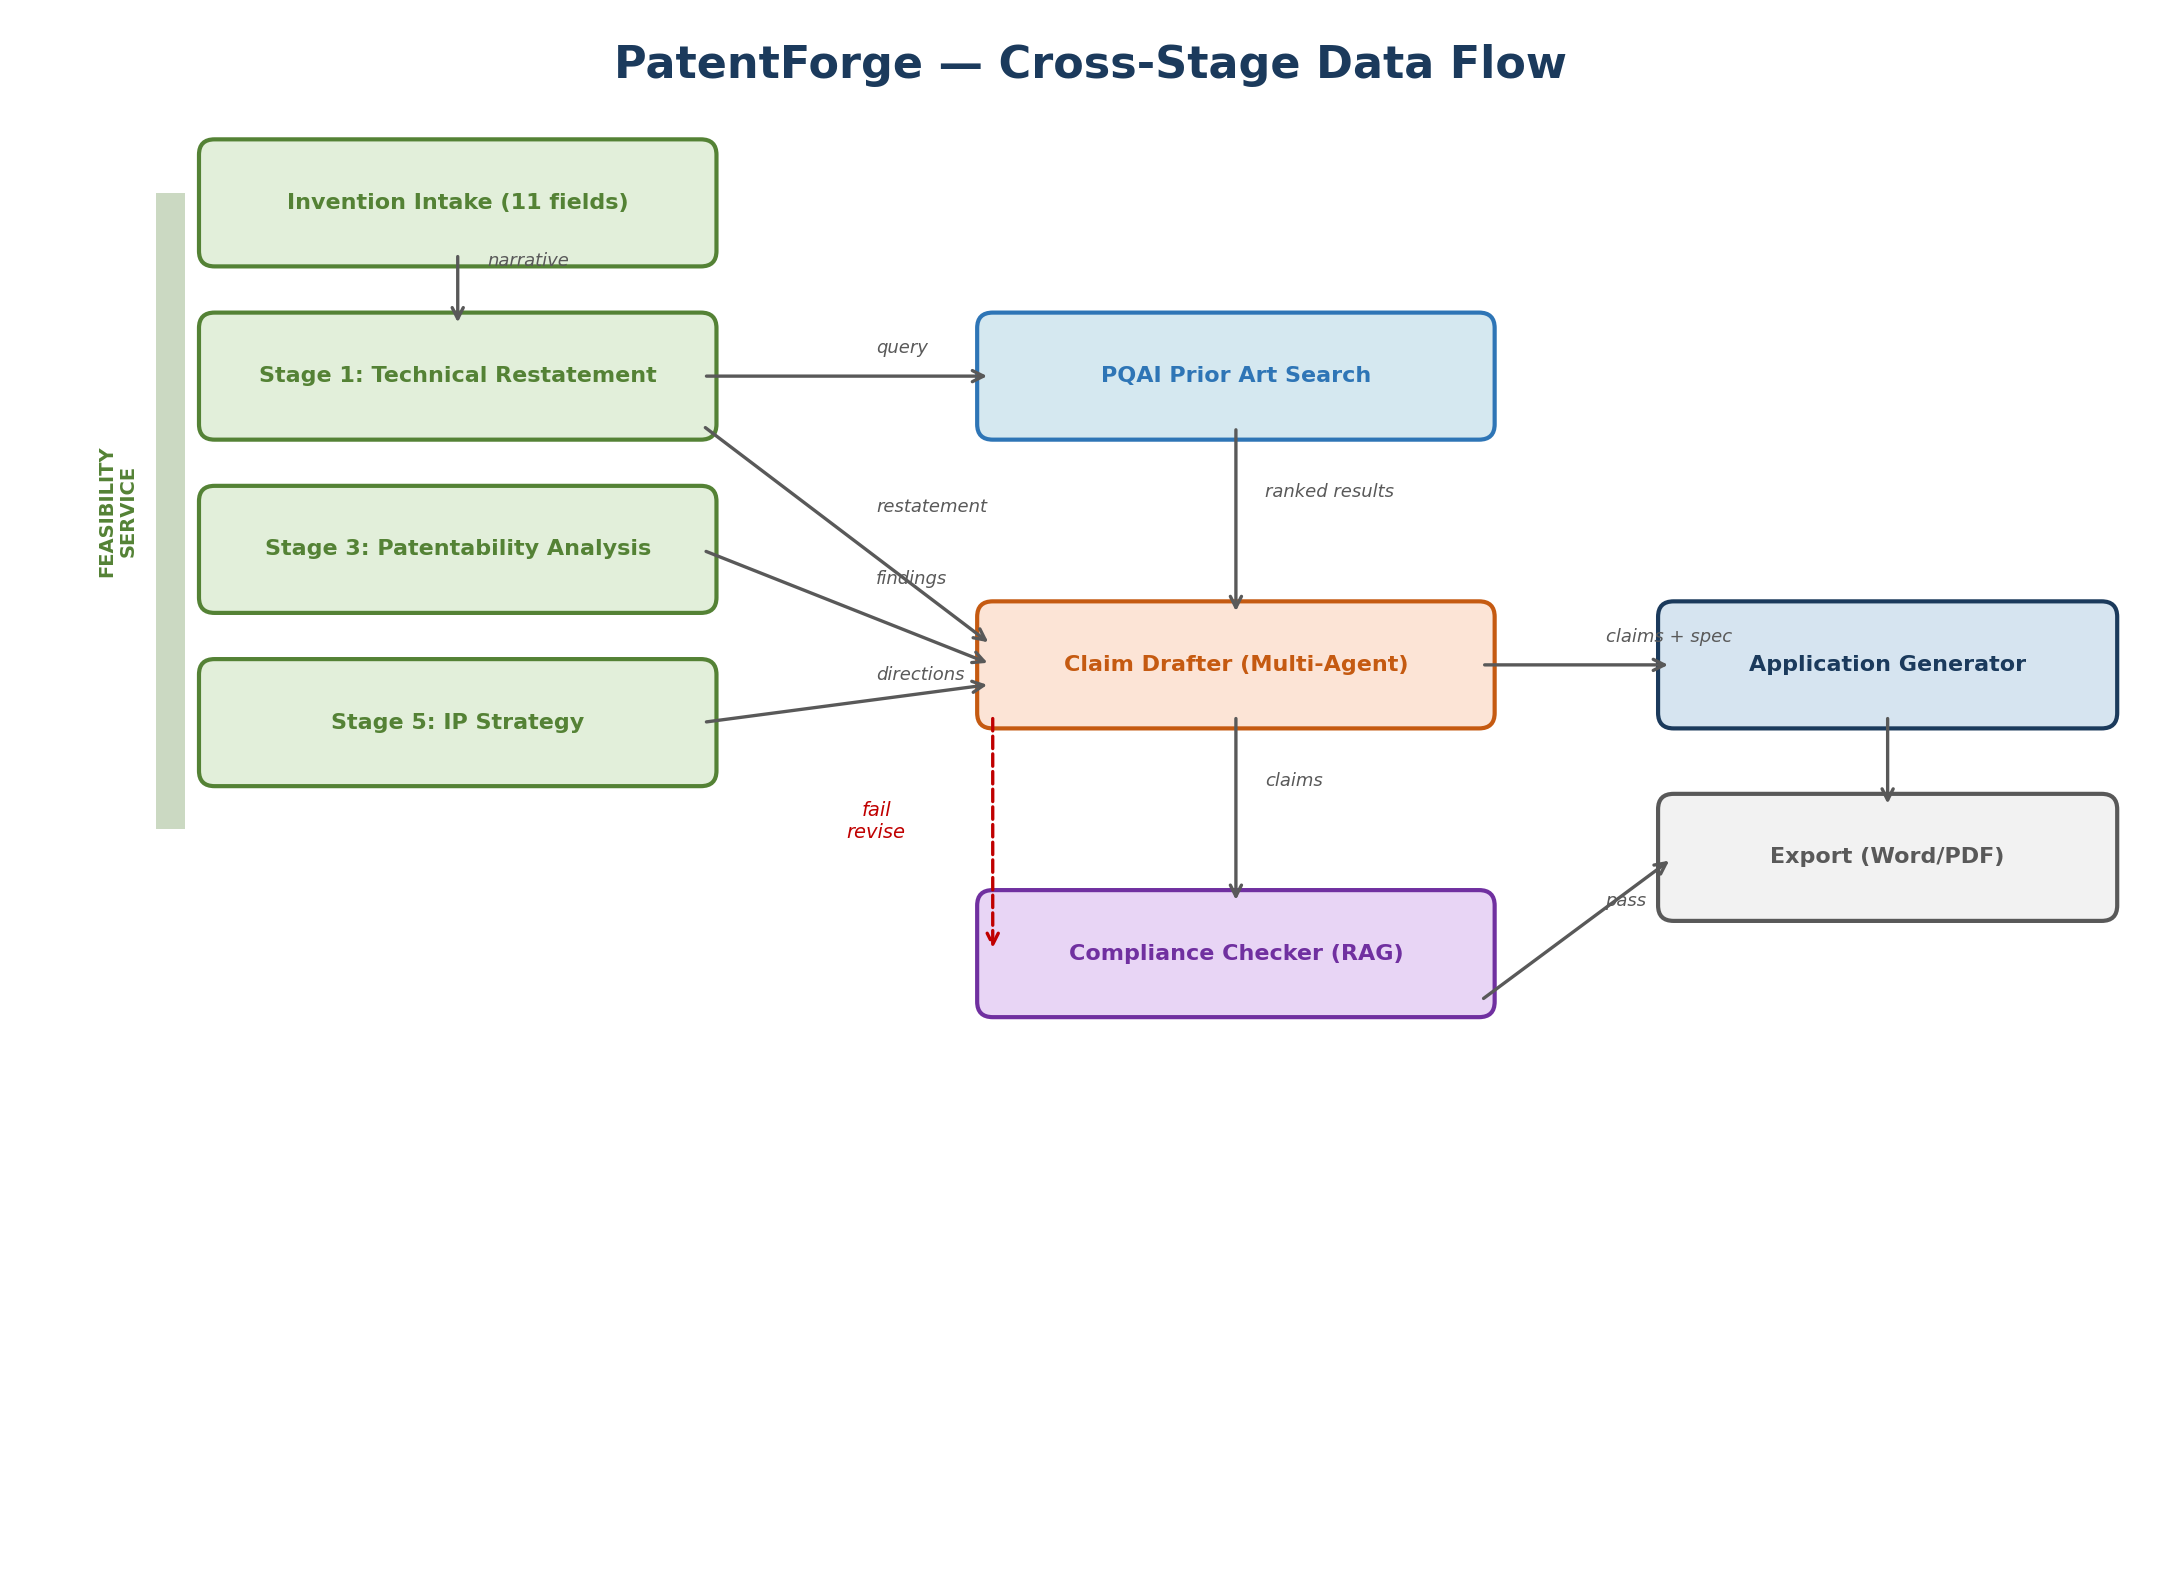 PatentForge — Cross-Stage Data Flow
Invention Intake (11 fields)
narrative
Stage 1: Technical Restatement
query
PQAI Prior Art Search
FEASIBILITY
SERVICE
restatement
ranked results
Stage 3: Patentability Analysis
findings
directions
Claim Drafter (Multi-Agent)
claims + spec
Application Generator
Stage 5: IP Strategy
fail
revise
claims
Export (Word/PDF)
pass
Compliance Checker (RAG)